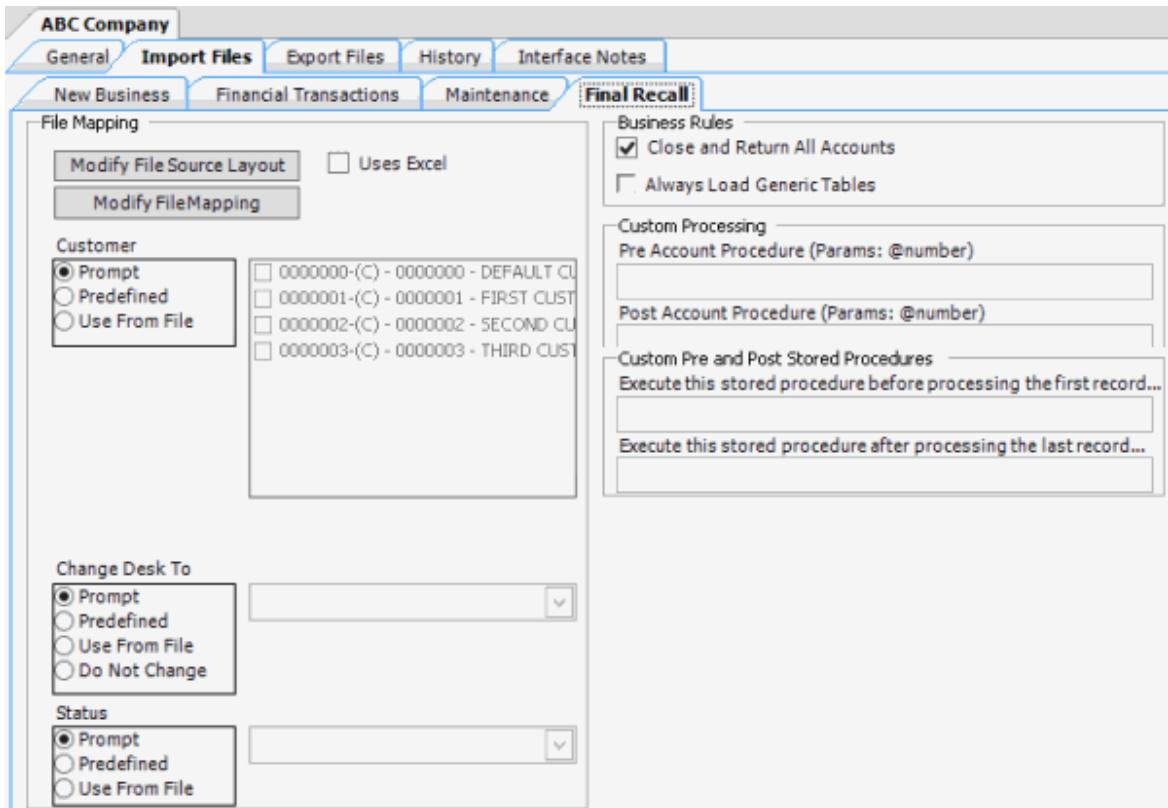 ABC Company
General Import Files Export Files History Interface Notes
New Business Financial Transactions Maintenance Final Recall
File Mapping
Modify File Source Layout Uses Excel
Modify FileMapping
Customer
Prompt
Predefined
Use From File
0000000-(C) - 0000000 - DEFAULT CU
0000001-(C) - 0000001 - FIRST CUST
0000002-(C) - 0000002 - SECOND CU
0000003-(C) - 0000003 - THIRD CUST
Change Desk To
Prompt
Predefined
Use From File
Do Not Change
Status
Prompt
Predefined
Use From File
Business Rules
Close and Return All Accounts
Always Load Generic Tables
Custom Processing
Pre Account Procedure (Params: @number)
Post Account Procedure (Params: @number)
Custom Pre and Post Stored Procedures
Execute this stored procedure before processing the first record...
Execute this stored procedure after processing the last record...